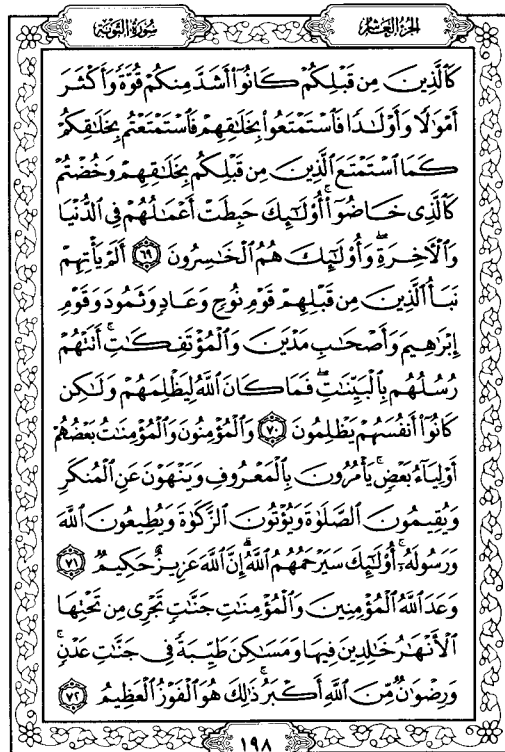 الجزء العاشر
سورة التوبة
كَٱلَّذِينَ مِن قَبْلِكُمْ كَانُوٓا۟ أَشَدَّ مِنكُمْ قُوَّةً وَأَكْثَرَ
أَمْوَٰلًا وَأَوْلَٰدًا فَٱسْتَمْتَعُوا۟ بِخَلَٰقِهِمْ فَٱسْتَمْتَعْتُم بِخَلَٰقِكُمْ
كَمَا ٱسْتَمْتَعَ ٱلَّذِينَ مِن قَبْلِكُم بِخَلَٰقِهِمْ وَخُضْتُمْ
كَٱلَّذِى خَاضُوٓا۟ ۚ أُو۟لَٰٓئِكَ حَبِطَتْ أَعْمَٰلُهُمْ فِى ٱلدُّنْيَا
وَٱلْءَاخِرَةِ ۖ وَأُو۟لَٰٓئِكَ هُمُ ٱلْخَٰسِرُونَ ٦٩ أَلَمْ يَأْتِهِمْ
نَبَأُ ٱلَّذِينَ مِن قَبْلِهِمْ قَوْمِ نُوحٍ وَعَادٍ وَثَمُودَ وَقَوْمِ
إِبْرَٰهِيمَ وَأَصْحَٰبِ مَدْيَنَ وَٱلْمُؤْتَفِكَٰتِ ۚ أَتَتْهُمْ
رُسُلُهُم بِٱلْبَيِّنَٰتِ ۖ فَمَا كَانَ ٱللَّهُ لِيَظْلِمَهُمْ وَلَٰكِن
كَانُوٓا۟ أَنفُسَهُمْ يَظْلِمُونَ ٧٠ وَٱلْمُؤْمِنُونَ وَٱلْمُؤْمِنَٰتُ بَعْضُهُمْ
أَوْلِيَآءُ بَعْضٍ ۚ يَأْمُرُونَ بِٱلْمَعْرُوفِ وَيَنْهَوْنَ عَنِ ٱلْمُنكَرِ
وَيُقِيمُونَ ٱلصَّلَوٰةَ وَيُؤْتُونَ ٱلزَّكَوٰةَ وَيُطِيعُونَ ٱللَّهَ
وَرَسُولَهُۥٓ ۚ أُو۟لَٰٓئِكَ سَيَرْحَمُهُمُ ٱللَّهُ ۗ إِنَّ ٱللَّهَ عَزِيزٌ حَكِيمٌ ٧١
وَعَدَ ٱللَّهُ ٱلْمُؤْمِنِينَ وَٱلْمُؤْمِنَٰتِ جَنَّٰتٍ تَجْرِى مِن تَحْتِهَا
ٱلْأَنْهَٰرُ خَٰلِدِينَ فِيهَا وَمَسَٰكِنَ طَيِّبَةً فِى جَنَّٰتِ عَدْنٍ ۚ
وَرِضْوَٰنٌ مِّنَ ٱللَّهِ أَكْبَرُ ۚ ذَٰلِكَ هُوَ ٱلْفَوْزُ ٱلْعَظِيمُ ٧٢
١٩٨